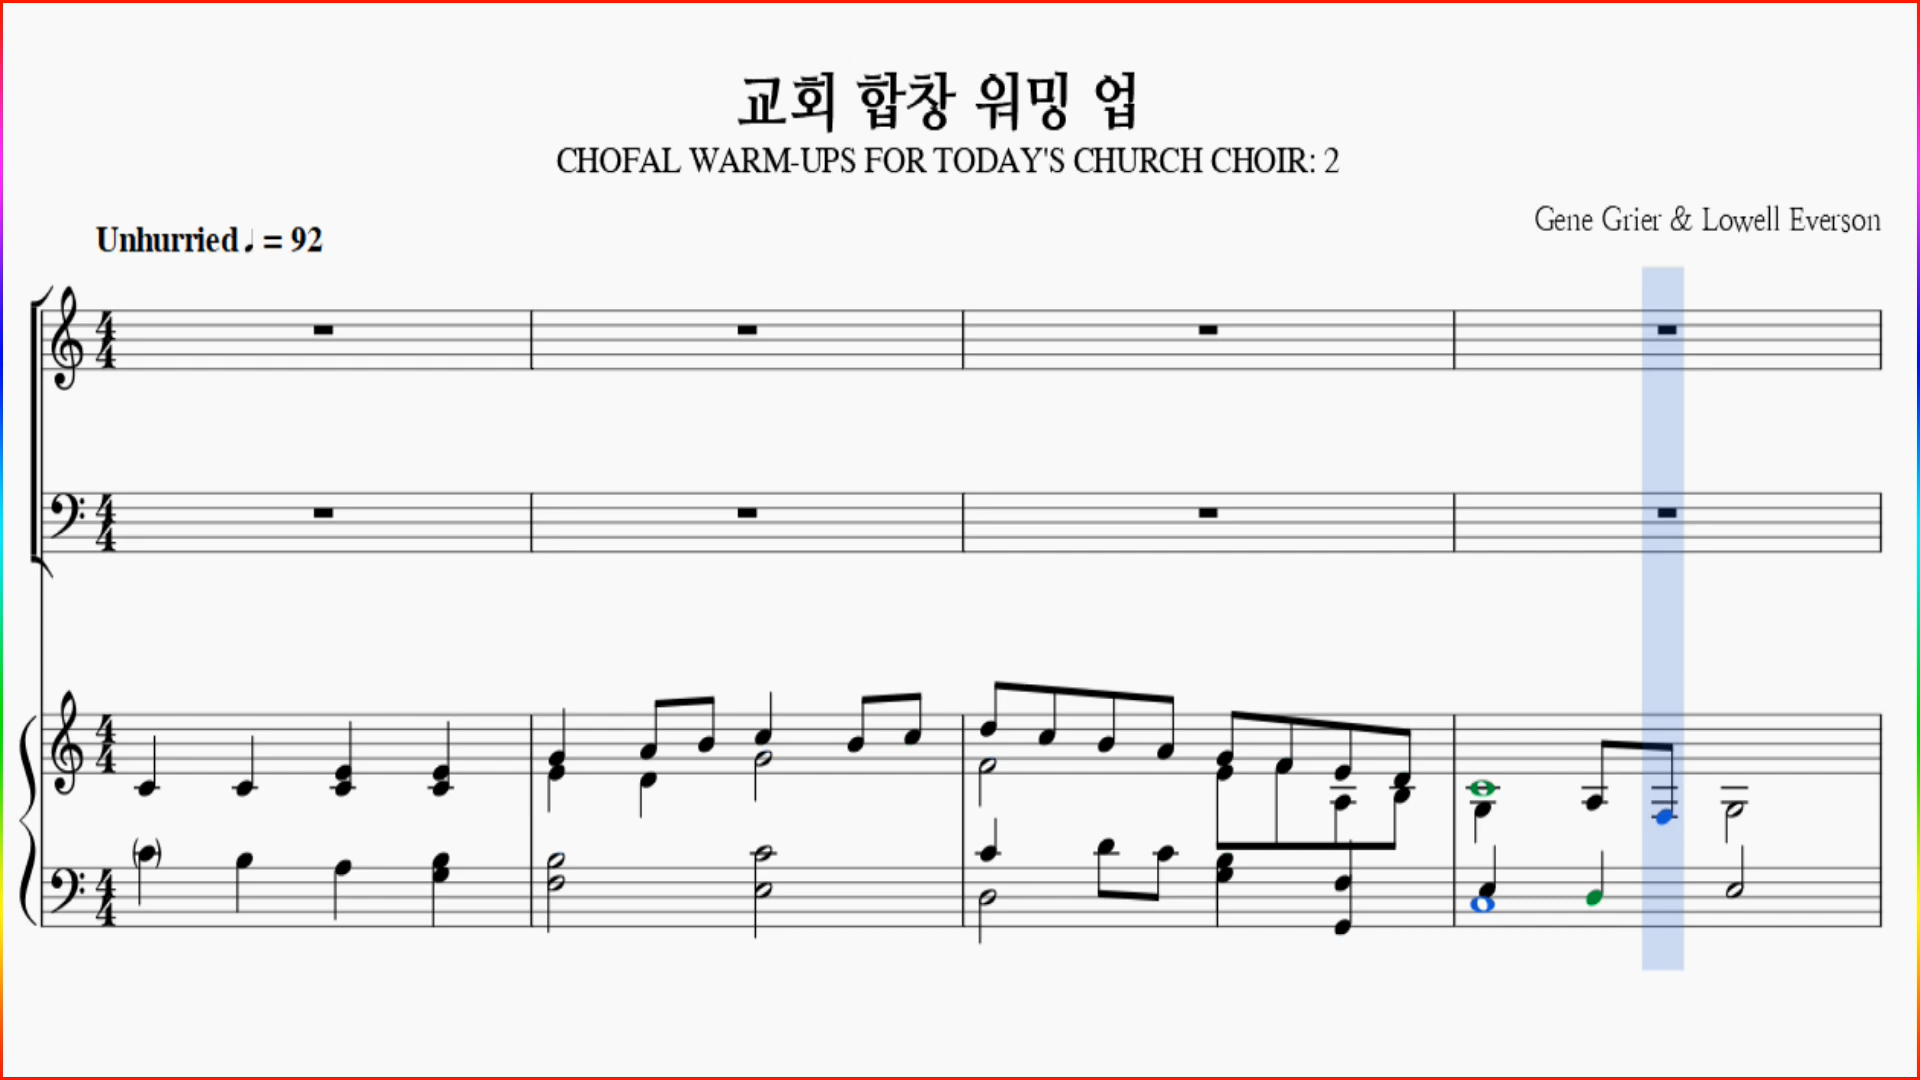 교회 합창 워밍 업
CHOFAL WARM-UPS FOR TODAY'S CHURCH CHOIR: 2
Gene Grier & Lowell Everson
Unhurried ♩ = 92